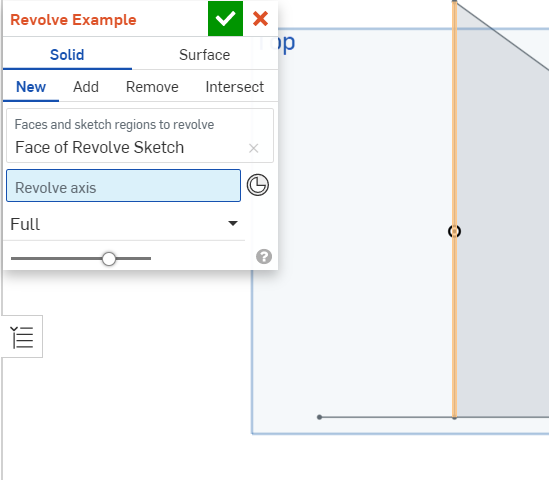 Revolve Example
Top
Solid Surface
New Add Remove Intersect
Faces and sketch regions to revolve
Face of Revolve Sketch
Revolve axis
Full